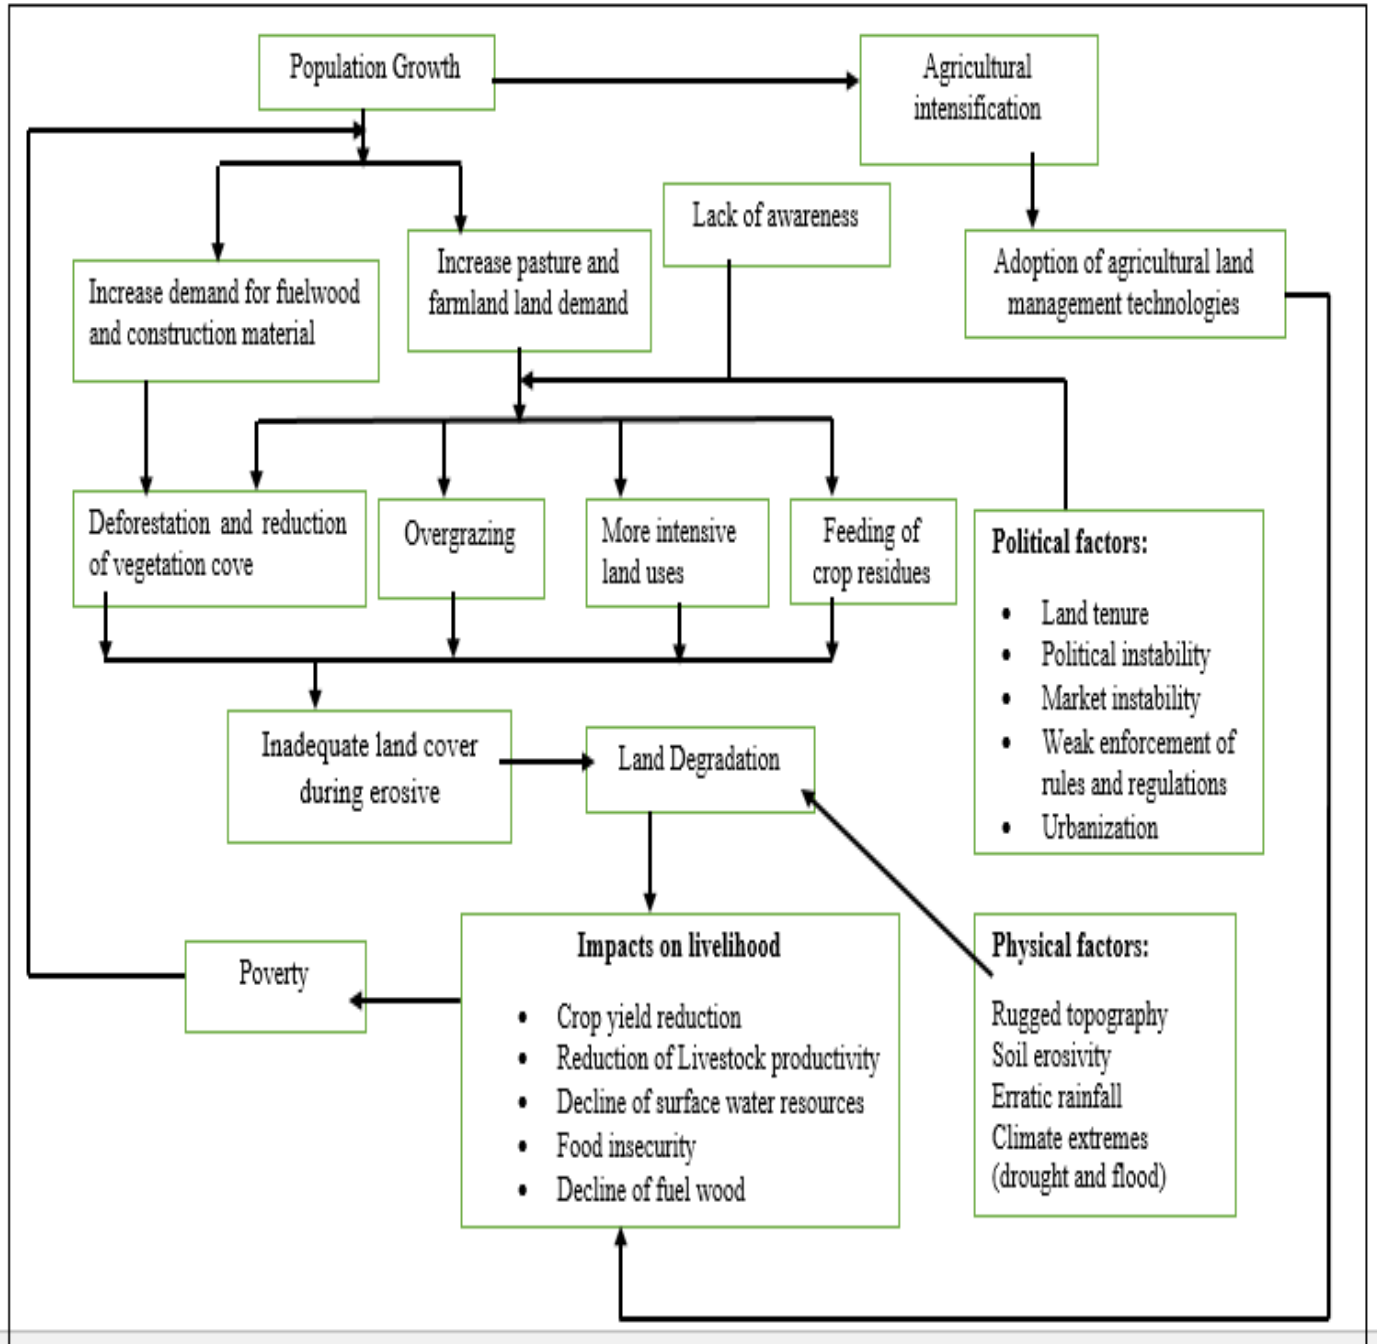 Population Growth
Agricultural
intensification
Lack of awareness
Increase demand for fuelwood
and construction material
Increase pasture and
farmland land demand
Adoption of agricultural land
management technologies
Deforestation and reduction
of vegetation cove
Overgrazing
More intensive
land uses
Feeding of
crop residues
Political factors:
• Land tenure
• Political instability
• Market instability
• Weak enforcement of
rules and regulations
• Urbanization
Inadequate land cover
during erosive
Land Degradation
Poverty
Impacts on livelihood
• Crop yield reduction
• Reduction of Livestock productivity
• Decline of surface water resources
• Food insecurity
• Decline of fuel wood
Physical factors:
Rugged topography
Soil erosivity
Erratic rainfall
Climate extremes
(drought and flood)